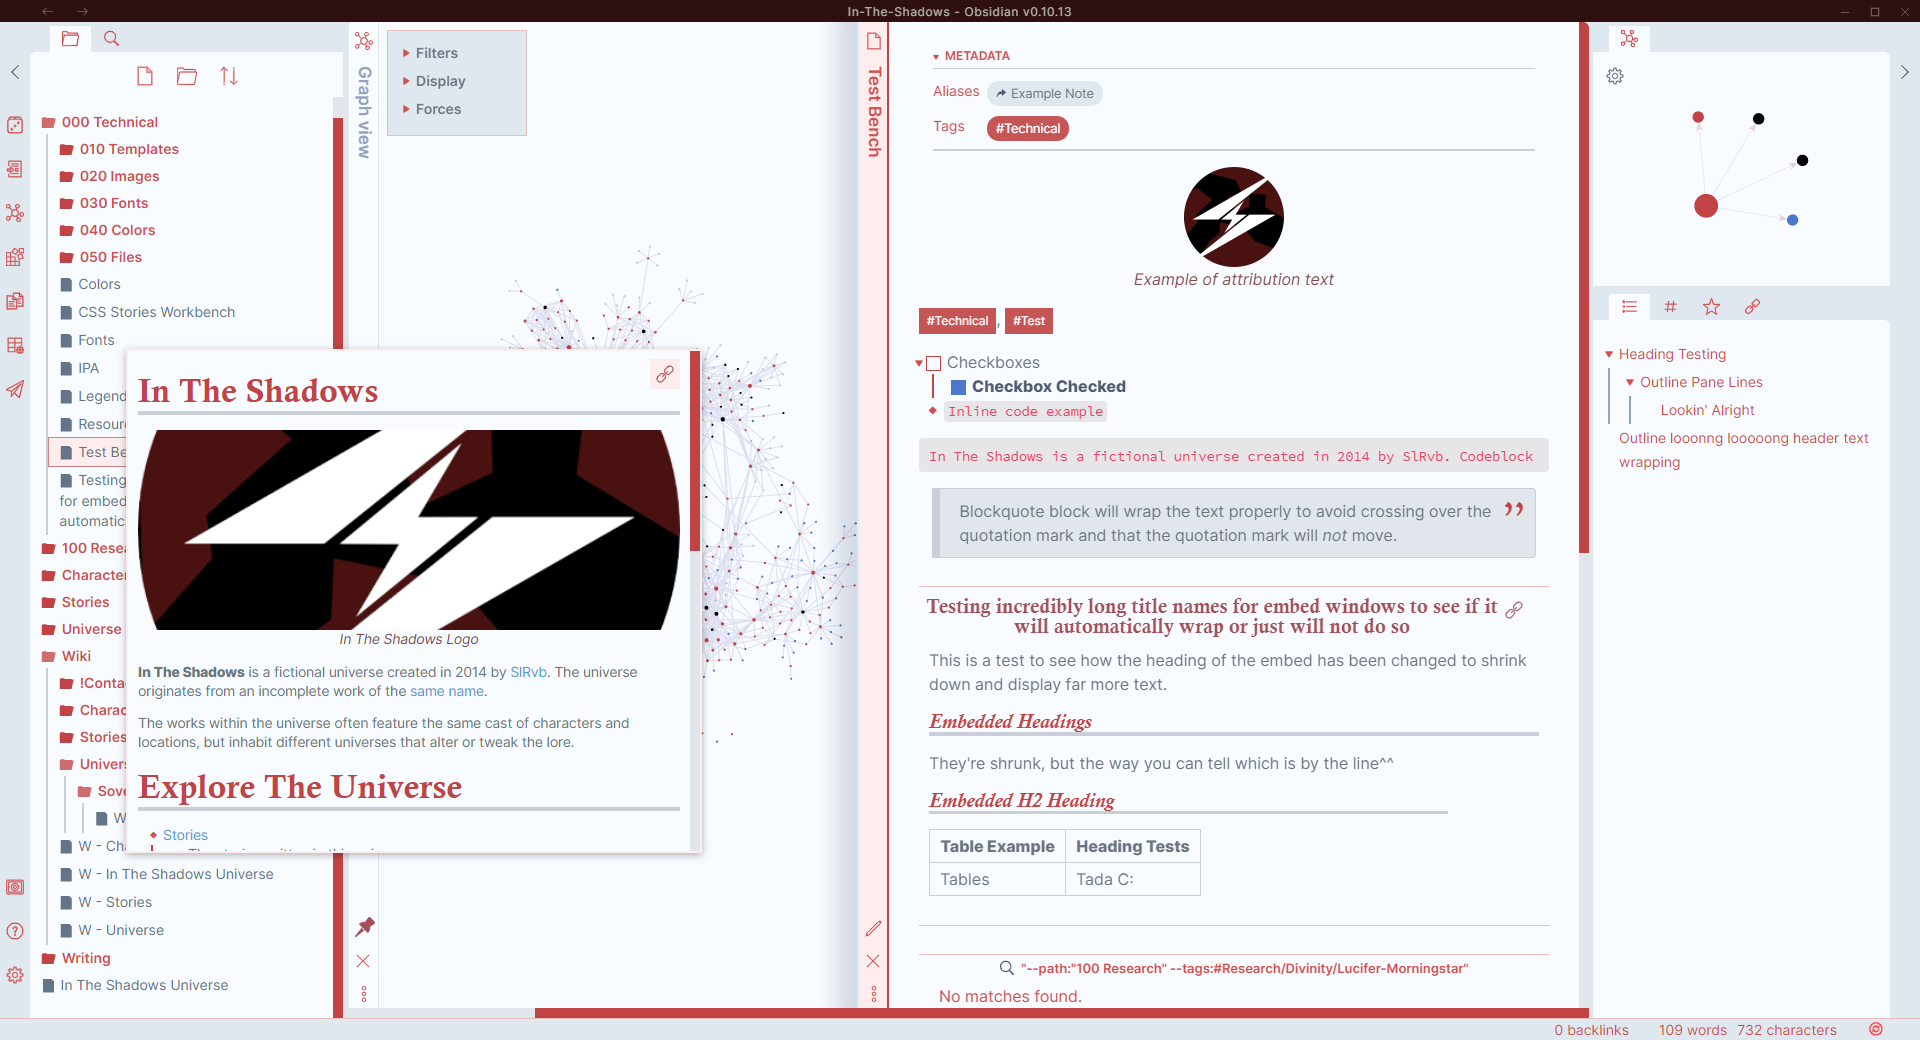 In-The-Shadows - Obsidian v0.10.13
000 Technical
010 Templates
020 Images
030 Fonts
040 Colors
050 Files
Colors
CSS Stories Workbench
Fonts
IPA
Legend
Resour
Test Be
Testing
for embed
automatic
100 Resea
Character
Stories
Universe
Wiki
!Conta
Charac
Stories
Univers
Sove
W
W - Cha
W - In The Shadows Universe
W - Stories
W - Universe
Writing
In The Shadows Universe
Graph view
Filters
Display
Forces
In The Shadows
In The Shadows Logo
In The Shadows is a fictional universe created in 2014 by SlRvb. The universe
originates from an incomplete work of the same name.
The works within the universe often feature the same cast of characters and
locations, but inhabit different universes that alter or tweak the lore.
Explore The Universe
Stories
Test Bench
METADATA
Aliases Example Note
Tags #Technical
Example of attribution text
#Technical, #Test
Checkboxes
Checkbox Checked
Inline code example
In The Shadows is a fictional universe created in 2014 by SlRvb. Codeblock
Blockquote block will wrap the text properly to avoid crossing over the
quotation mark and that the quotation mark will not move.
Testing incredibly long title names for embed windows to see if it
will automatically wrap or just will not do so
This is a test to see how the heading of the embed has been changed to shrink
down and display far more text.
Embedded Headings
They're shrunk, but the way you can tell which is by the line^^
Embedded H2 Heading
Table Example Heading Tests
Tables Tada C:
"--path:"100 Research" --tags:#Research/Divinity/Lucifer-Morningstar"
No matches found.
Heading Testing
Outline Pane Lines
Lookin' Alright
Outline looonng looooong header text
wrapping
0 backlinks 109 words 732 characters